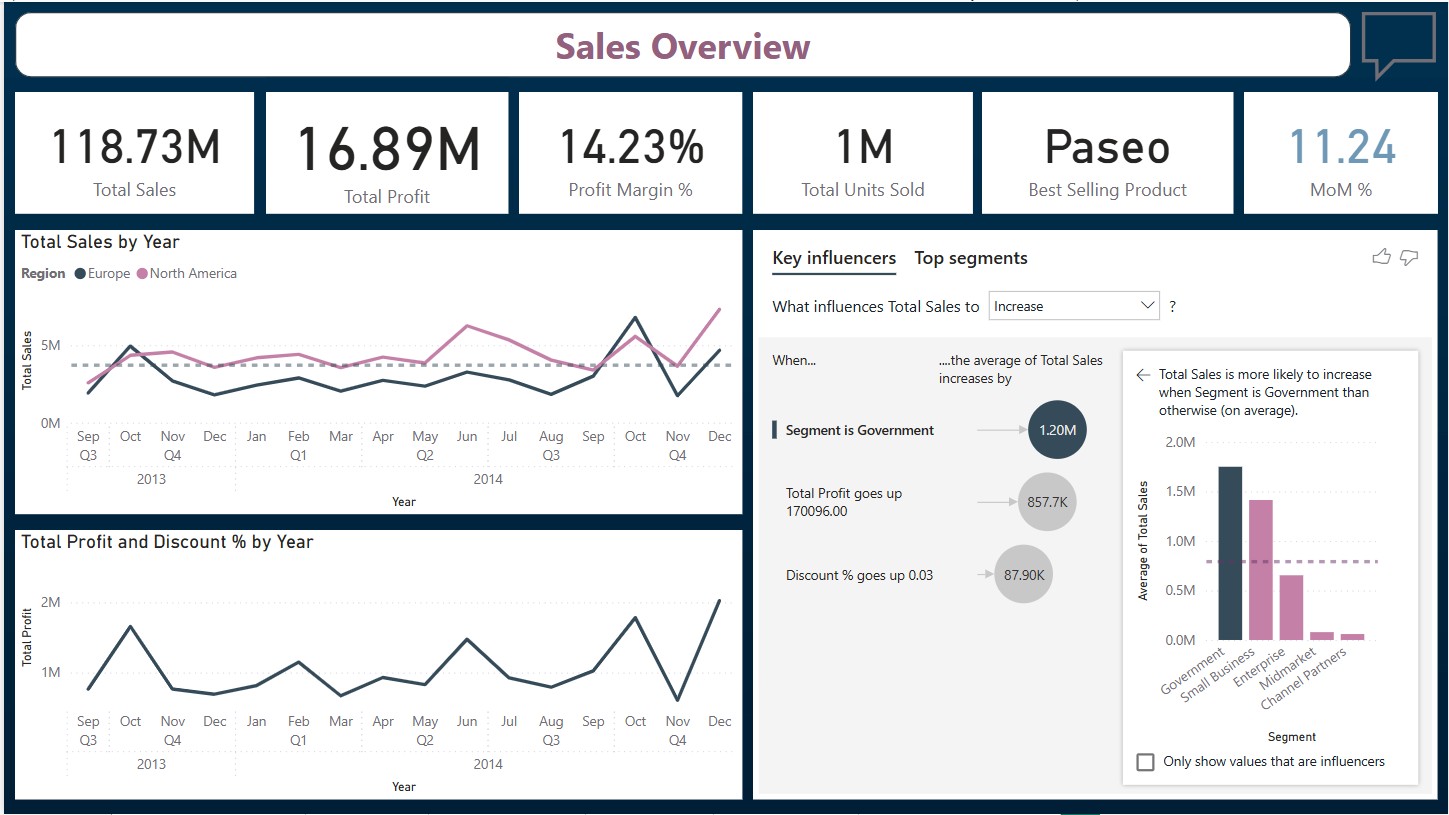 Sales Overview
118.73M
Total Sales
16.89M
Total Profit
14.23%
Profit Margin %
1M
Total Units Sold
Paseo
Best Selling Product
11.24
MoM %
Total Sales by Year
Region Europe North America
Total Sales
5M
0M
Sep Oct Nov Dec Jan Feb Mar Apr May Jun Jul Aug Sep Oct Nov Dec
Q3 Q4 Q1 Q2 Q3 Q4
2013 2014
Year
Total Profit and Discount % by Year
Total Profit
2M
1M
Sep Oct Nov Dec Jan Feb Mar Apr May Jun Jul Aug Sep Oct Nov Dec
Q3 Q4 Q1 Q2 Q3 Q4
2013 2014
Year
Key influencers Top segments
What influences Total Sales to Increase ?
When...
....the average of Total Sales
increases by
Segment is Government 1.20M
Total Profit goes up
170096.00
857.7K
Discount % goes up 0.03 87.90K
Total Sales is more likely to increase
when Segment is Government than
otherwise (on average).
Average of Total Sales
2.0M
1.5M
1.0M
0.5M
0.0M
Government
Small Business
Enterprise
Midmarket
Channel Partners
Segment
Only show values that are influencers